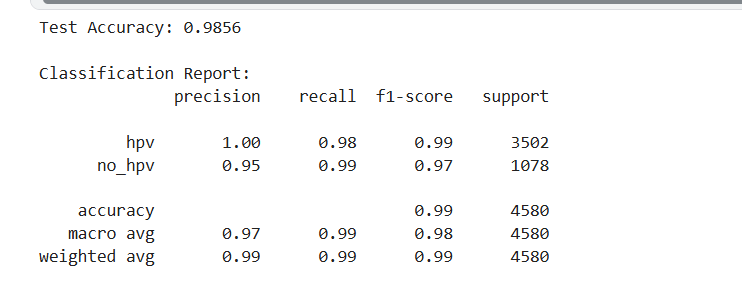 Test Accuracy: 0.9856
Classification Report:
precision recall f1-score support
hpv 1.00 0.98 0.99 3502
no_hpv 0.95 0.99 0.97 1078
accuracy 0.99 4580
macro avg 0.97 0.99 0.98 4580
weighted avg 0.99 0.99 0.99 4580